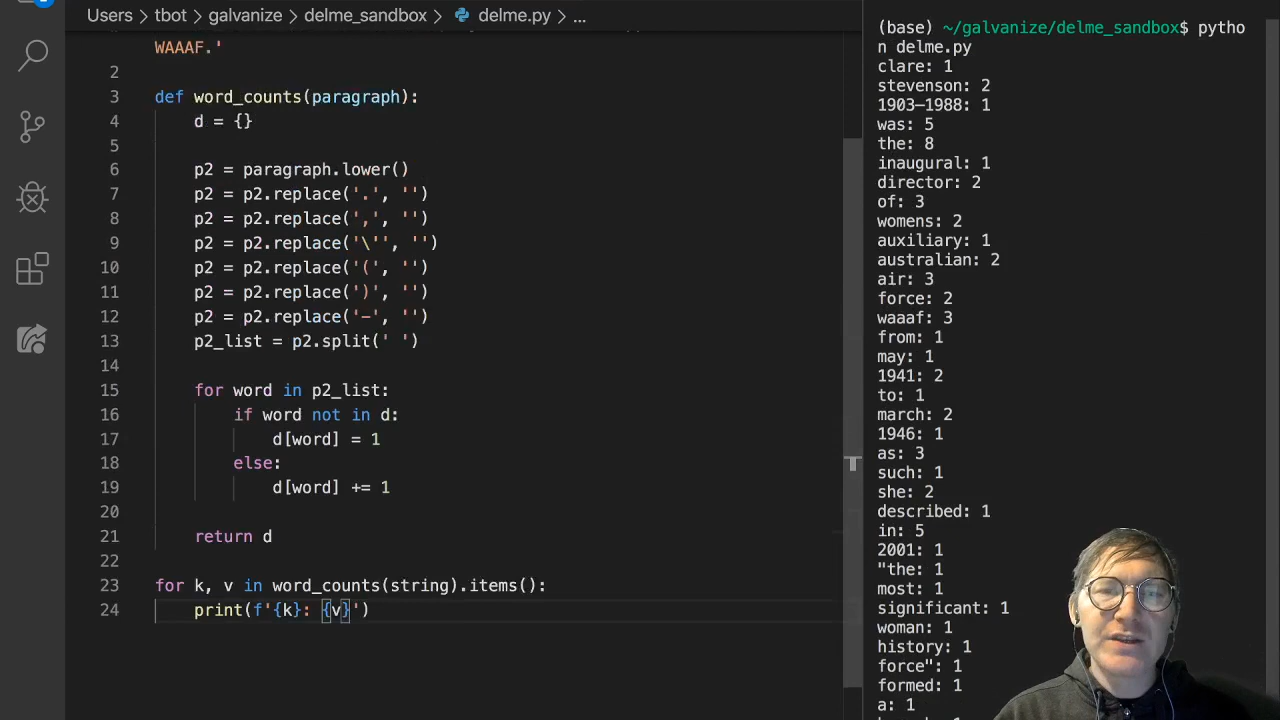 Users > tbot > galvanize > delme_sandbox > delme.py > ...
WAAAF.'
2
3 def word_counts(paragraph):
4 d = {}
5
6 p2 = paragraph.lower()
7 p2 = p2.replace('.', '')
8 p2 = p2.replace(',', '')
9 p2 = p2.replace('\'', '')
10 p2 = p2.replace('(', '')
11 p2 = p2.replace(')', '')
12 p2 = p2.replace('-', '')
13 p2_list = p2.split(' ')
14
15 for word in p2_list:
16 if word not in d:
17 d[word] = 1
18 else:
19 d[word] += 1
20
21 return d
22
23 for k, v in word_counts(string).items():
24 print(f'{k}: {v}')
(base) ~/galvanize/delme_sandbox$ pytho
n delme.py
clare: 1
stevenson: 2
1903–1988: 1
was: 5
the: 8
inaugural: 1
director: 2
of: 3
womens: 2
auxiliary: 1
australian: 2
air: 3
force: 2
waaaf: 3
from: 1
may: 1
1941: 2
to: 1
march: 2
1946: 1
as: 3
such: 1
she: 2
described: 1
in: 5
2001: 1
"the: 1
most: 1
significant: 1
woman: 1
history: 1
force": 1
formed: 1
a: 1